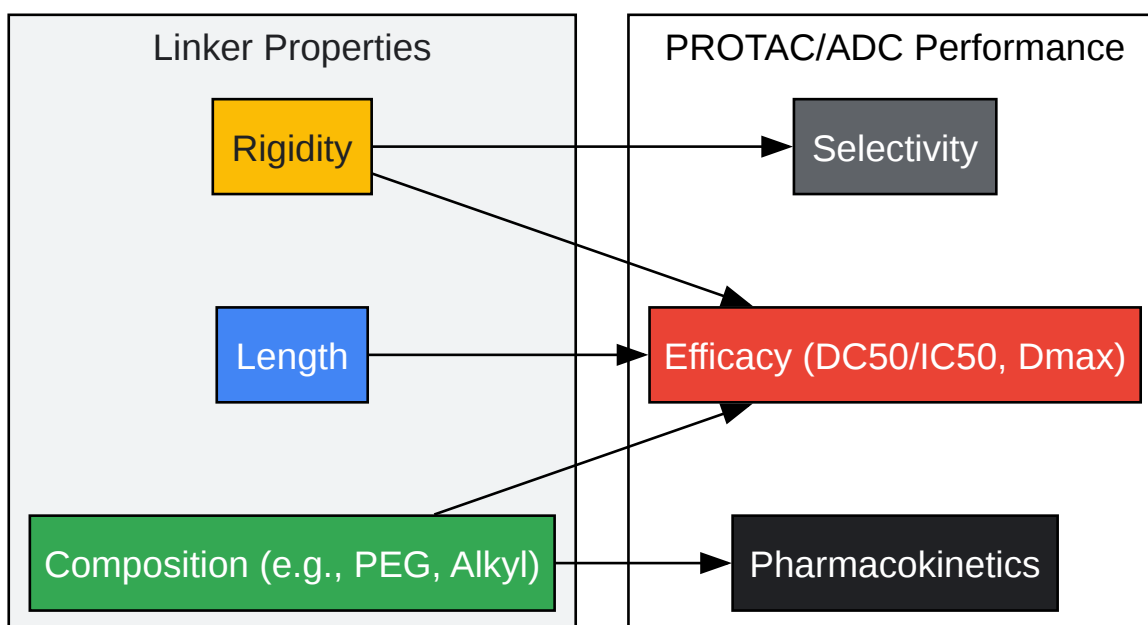 Linker Properties
PROTAC/ADC Performance
Rigidity
Selectivity
Length
Efficacy (DC50/IC50, Dmax)
Composition (e.g., PEG, Alkyl)
Pharmacokinetics